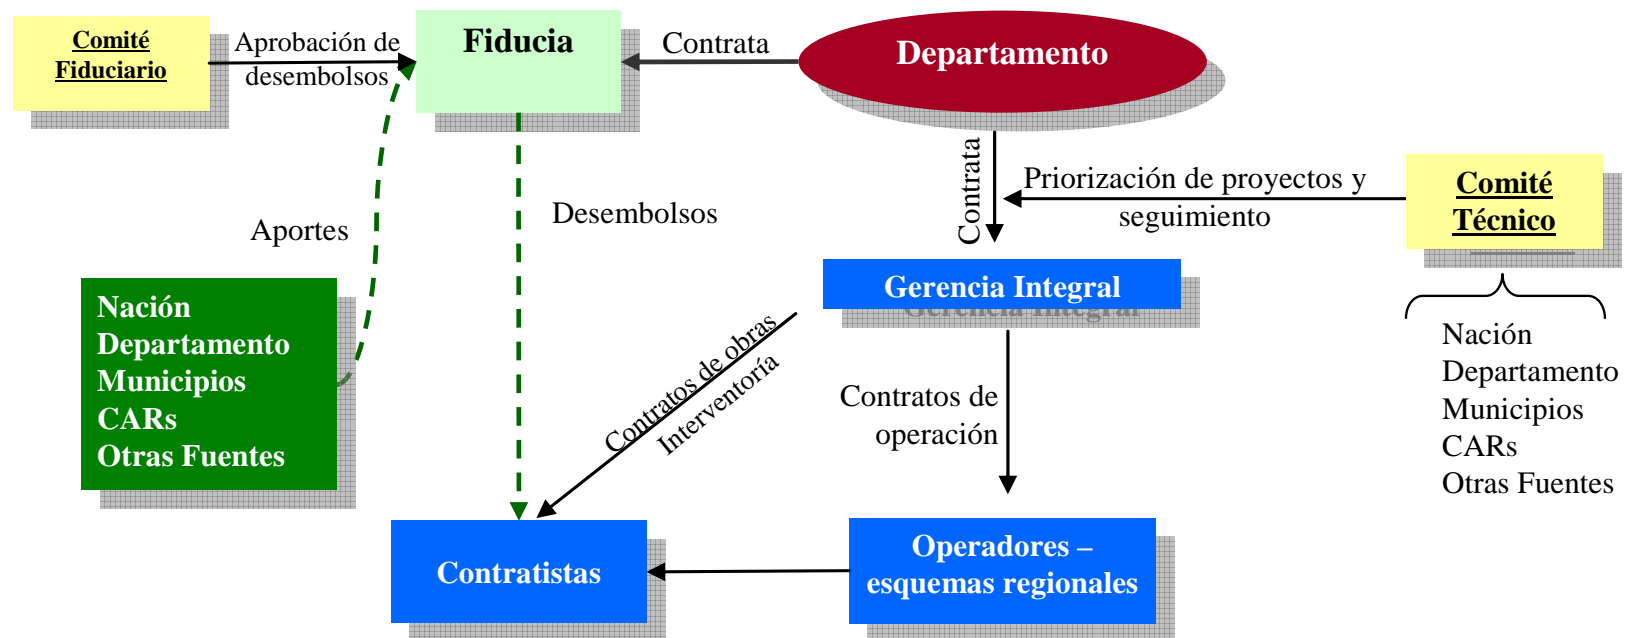 Comité
Fiduciario
Aprobación de
desembolsos
Fiducia
Contrata
Departamento
Contrata
Priorización de proyectos y
seguimiento
Comité
Técnico
Aportes
Desembolsos
Nación
Departamento
Municipios
CARs
Otras Fuentes
Gerencia Integral
Gerencia Integral
Contratos de obras
Interventoría
Contratos de
operación
Nación
Departamento
Municipios
CARs
Otras Fuentes
Contratistas
Operadores –
esquemas regionales